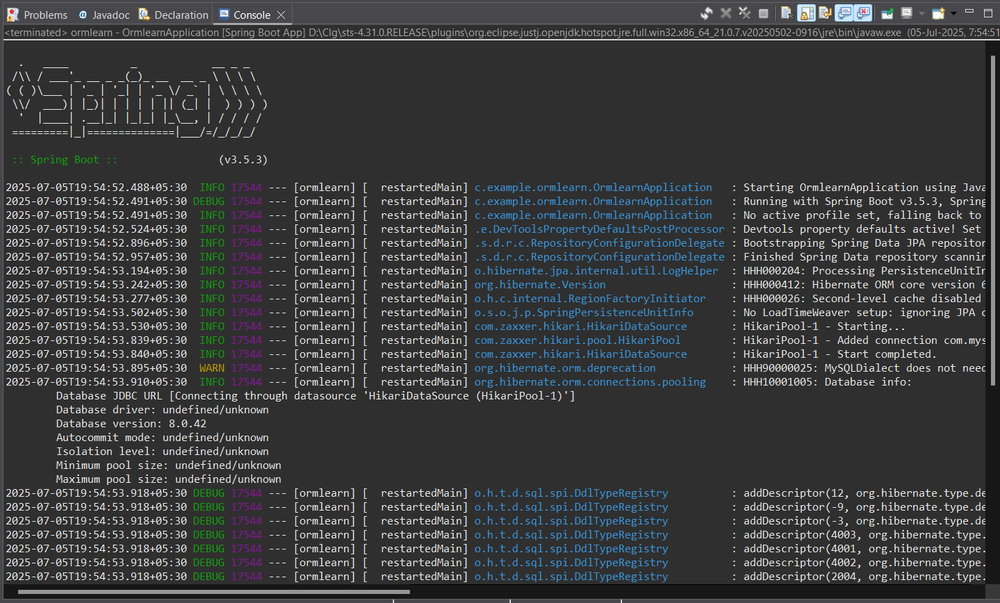 Problems Javadoc Declaration Console
<terminated> ormlearn - OrmlearnApplication [Spring Boot App] D:\Clg\sts-4.31.0.RELEASE\plugins\org.eclipse.justj.openjdk.hotspot.jre.full.win32.x86_64_21.0.7.v20250502-0916\jre\bin\javaw.exe (05-Jul-2025, 7:54:51
  .   ____          _            __ _ _
 /\\ / ___'_ __ _ _(_)_ __  __ _ \ \ \ \
( ( )\___ | '_ | '_| | '_ \/ _` | \ \ \ \
 \\/  ___)| |_)| | | | | || (_| |  ) ) ) )
  '  |____| .__|_| |_|_| |_\__, | / / / /
 =========|_|==============|___/=/_/_/_/
 :: Spring Boot ::                (v3.5.3)
2025-07-05T19:54:52.488+05:30  INFO 17544 --- [ormlearn] [  restartedMain] c.example.ormlearn.OrmlearnApplication   : Starting OrmlearnApplication using Java
2025-07-05T19:54:52.491+05:30 DEBUG 17544 --- [ormlearn] [  restartedMain] c.example.ormlearn.OrmlearnApplication   : Running with Spring Boot v3.5.3, Spring
2025-07-05T19:54:52.491+05:30  INFO 17544 --- [ormlearn] [  restartedMain] c.example.ormlearn.OrmlearnApplication   : No active profile set, falling back to
2025-07-05T19:54:52.524+05:30  INFO 17544 --- [ormlearn] [  restartedMain] .e.DevToolsPropertyDefaultsPostProcessor : Devtools property defaults active! Set
2025-07-05T19:54:52.896+05:30  INFO 17544 --- [ormlearn] [  restartedMain] .s.d.r.c.RepositoryConfigurationDelegate : Bootstrapping Spring Data JPA repositor
2025-07-05T19:54:52.957+05:30  INFO 17544 --- [ormlearn] [  restartedMain] .s.d.r.c.RepositoryConfigurationDelegate : Finished Spring Data repository scannin
2025-07-05T19:54:53.194+05:30  INFO 17544 --- [ormlearn] [  restartedMain] o.hibernate.jpa.internal.util.LogHelper  : HHH000204: Processing PersistenceUnitIn
2025-07-05T19:54:53.242+05:30  INFO 17544 --- [ormlearn] [  restartedMain] org.hibernate.Version                    : HHH000412: Hibernate ORM core version 6
2025-07-05T19:54:53.277+05:30  INFO 17544 --- [ormlearn] [  restartedMain] o.h.c.internal.RegionFactoryInitiator    : HHH000026: Second-level cache disabled
2025-07-05T19:54:53.502+05:30  INFO 17544 --- [ormlearn] [  restartedMain] o.s.o.j.p.SpringPersistenceUnitInfo      : No LoadTimeWeaver setup: ignoring JPA c
2025-07-05T19:54:53.530+05:30  INFO 17544 --- [ormlearn] [  restartedMain] com.zaxxer.hikari.HikariDataSource       : HikariPool-1 - Starting...
2025-07-05T19:54:53.839+05:30  INFO 17544 --- [ormlearn] [  restartedMain] com.zaxxer.hikari.pool.HikariPool        : HikariPool-1 - Added connection com.mys
2025-07-05T19:54:53.840+05:30  INFO 17544 --- [ormlearn] [  restartedMain] com.zaxxer.hikari.HikariDataSource       : HikariPool-1 - Start completed.
2025-07-05T19:54:53.895+05:30  WARN 17544 --- [ormlearn] [  restartedMain] org.hibernate.orm.deprecation            : HHH90000025: MySQLDialect does not need
2025-07-05T19:54:53.910+05:30  INFO 17544 --- [ormlearn] [  restartedMain] org.hibernate.orm.connections.pooling    : HHH10001005: Database info:
        Database JDBC URL [Connecting through datasource 'HikariDataSource (HikariPool-1)']
        Database driver: undefined/unknown
        Database version: 8.0.42
        Autocommit mode: undefined/unknown
        Isolation level: undefined/unknown
        Minimum pool size: undefined/unknown
        Maximum pool size: undefined/unknown
2025-07-05T19:54:53.918+05:30 DEBUG 17544 --- [ormlearn] [  restartedMain] o.h.t.d.sql.spi.DdlTypeRegistry          : addDescriptor(12, org.hibernate.type.de
2025-07-05T19:54:53.918+05:30 DEBUG 17544 --- [ormlearn] [  restartedMain] o.h.t.d.sql.spi.DdlTypeRegistry          : addDescriptor(-9, org.hibernate.type.de
2025-07-05T19:54:53.918+05:30 DEBUG 17544 --- [ormlearn] [  restartedMain] o.h.t.d.sql.spi.DdlTypeRegistry          : addDescriptor(-3, org.hibernate.type.de
2025-07-05T19:54:53.918+05:30 DEBUG 17544 --- [ormlearn] [  restartedMain] o.h.t.d.sql.spi.DdlTypeRegistry          : addDescriptor(4003, org.hibernate.type.
2025-07-05T19:54:53.918+05:30 DEBUG 17544 --- [ormlearn] [  restartedMain] o.h.t.d.sql.spi.DdlTypeRegistry          : addDescriptor(4001, org.hibernate.type.
2025-07-05T19:54:53.918+05:30 DEBUG 17544 --- [ormlearn] [  restartedMain] o.h.t.d.sql.spi.DdlTypeRegistry          : addDescriptor(4002, org.hibernate.type.
2025-07-05T19:54:53.918+05:30 DEBUG 17544 --- [ormlearn] [  restartedMain] o.h.t.d.sql.spi.DdlTypeRegistry          : addDescriptor(2004, org.hibernate.type.